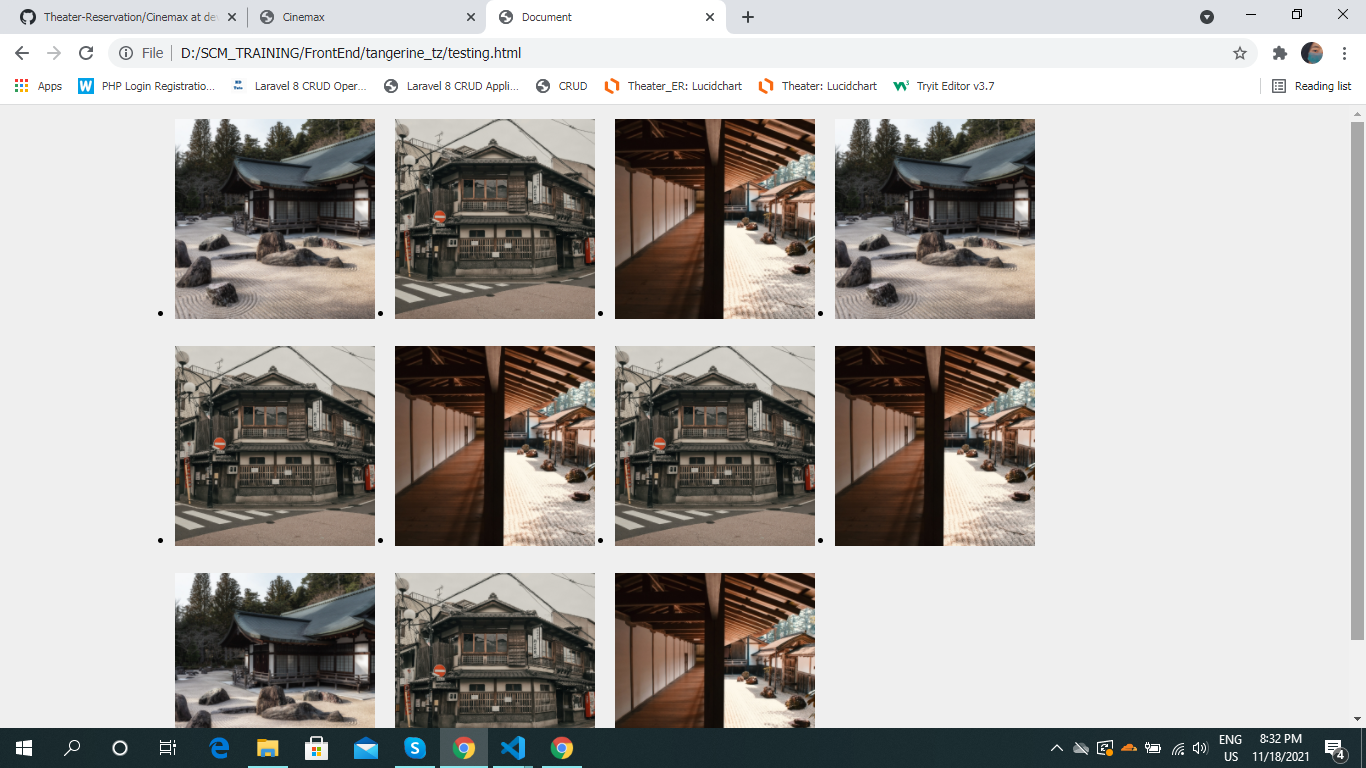 Theater-Reservation/Cinemax at de
Cinemax
Document
File
D:/SCM_TRAINING/FrontEnd/tangerine_tz/testing.html
Apps
PHP Login Registratio...
Laravel 8 CRUD Oper...
Laravel 8 CRUD Appli...
CRUD
Theater_ER: Lucidchart
Theater: Lucidchart
Tryit Editor v3.7
Reading list
ENG
US
8:32 PM
11/18/2021
4